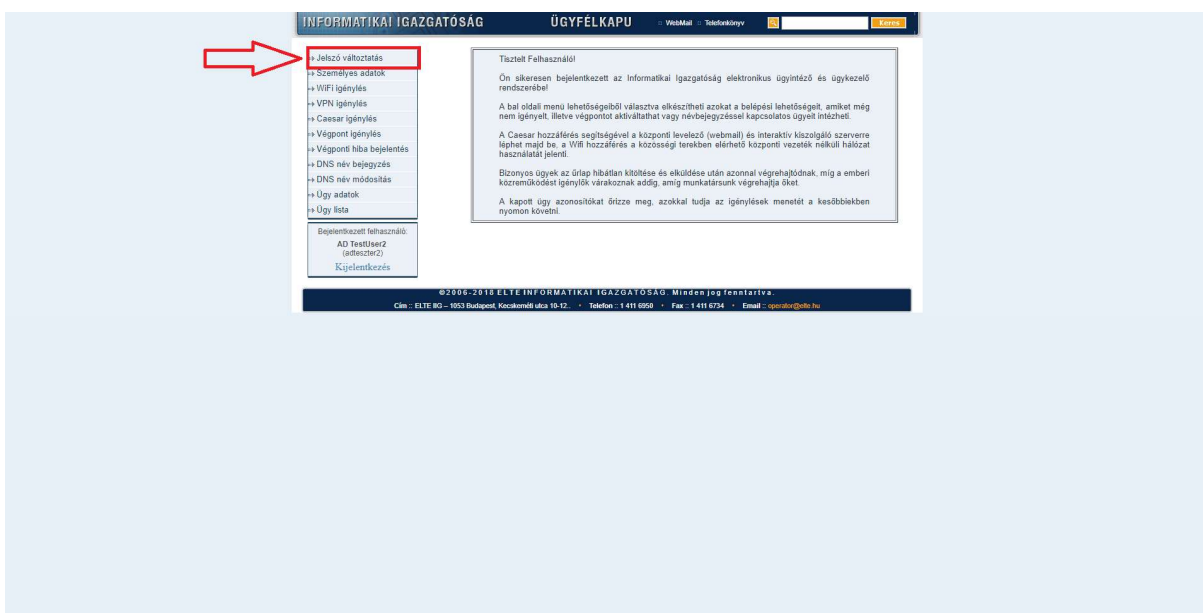 INFORMATIKAI IGAZGATÓSÁG ÜGYFÉLKAPU :: WebMail :: Telefonkönyv Keres
Jelszó változtatás
Személyes adatok
WiFi igénylés
VPN igénylés
Caesar igénylés
Végpont igénylés
Végponti hiba bejelentés
DNS név bejegyzés
DNS név módosítás
Ügy adatok
Ügy lista
Bejelentkezett felhasználó:
AD TestUser2
(adteszter2)
Kijelentkezés
Tisztelt Felhasználó!
Ön sikeresen bejelentkezett az Informatikai Igazgatóság elektronikus ügyintéző és ügykezelő
rendszerébe!
A bal oldali menü lehetőségeiből választva elkészítheti azokat a belépési lehetőségeit, amiket még
nem igényelt, illetve végpontot aktiváltathat vagy névbejegyzéssel kapcsolatos ügyeit intézheti.
A Caesar hozzáférés segítségével a központi levelező (webmail) és interaktív kiszolgáló szerverre
léphet majd be, a Wifi hozzáférés a közösségi terekben elérhető központi vezeték nélküli hálózat
használatát jelenti.
Bizonyos ügyek az űrlap hibátlan kitöltése és elküldése után azonnal végrehajtódnak, míg a emberi
közreműködést igénylők várakoznak addig, amíg munkatársunk végrehajtja őket.
A kapott ügy azonosítókat őrizze meg, azokkal tudja az igénylések menetét a későbbiekben
nyomon követni.
©2006-2018 ELTE INFORMATIKAI IGAZGATÓSÁG. Minden jog fenntartva.
Cím :: ELTE IIG – 1053 Budapest, Kecskeméti utca 10-12.. • Telefon :: 1 411 6950 • Fax :: 1 411 6734 • Email :: operator@elte.hu